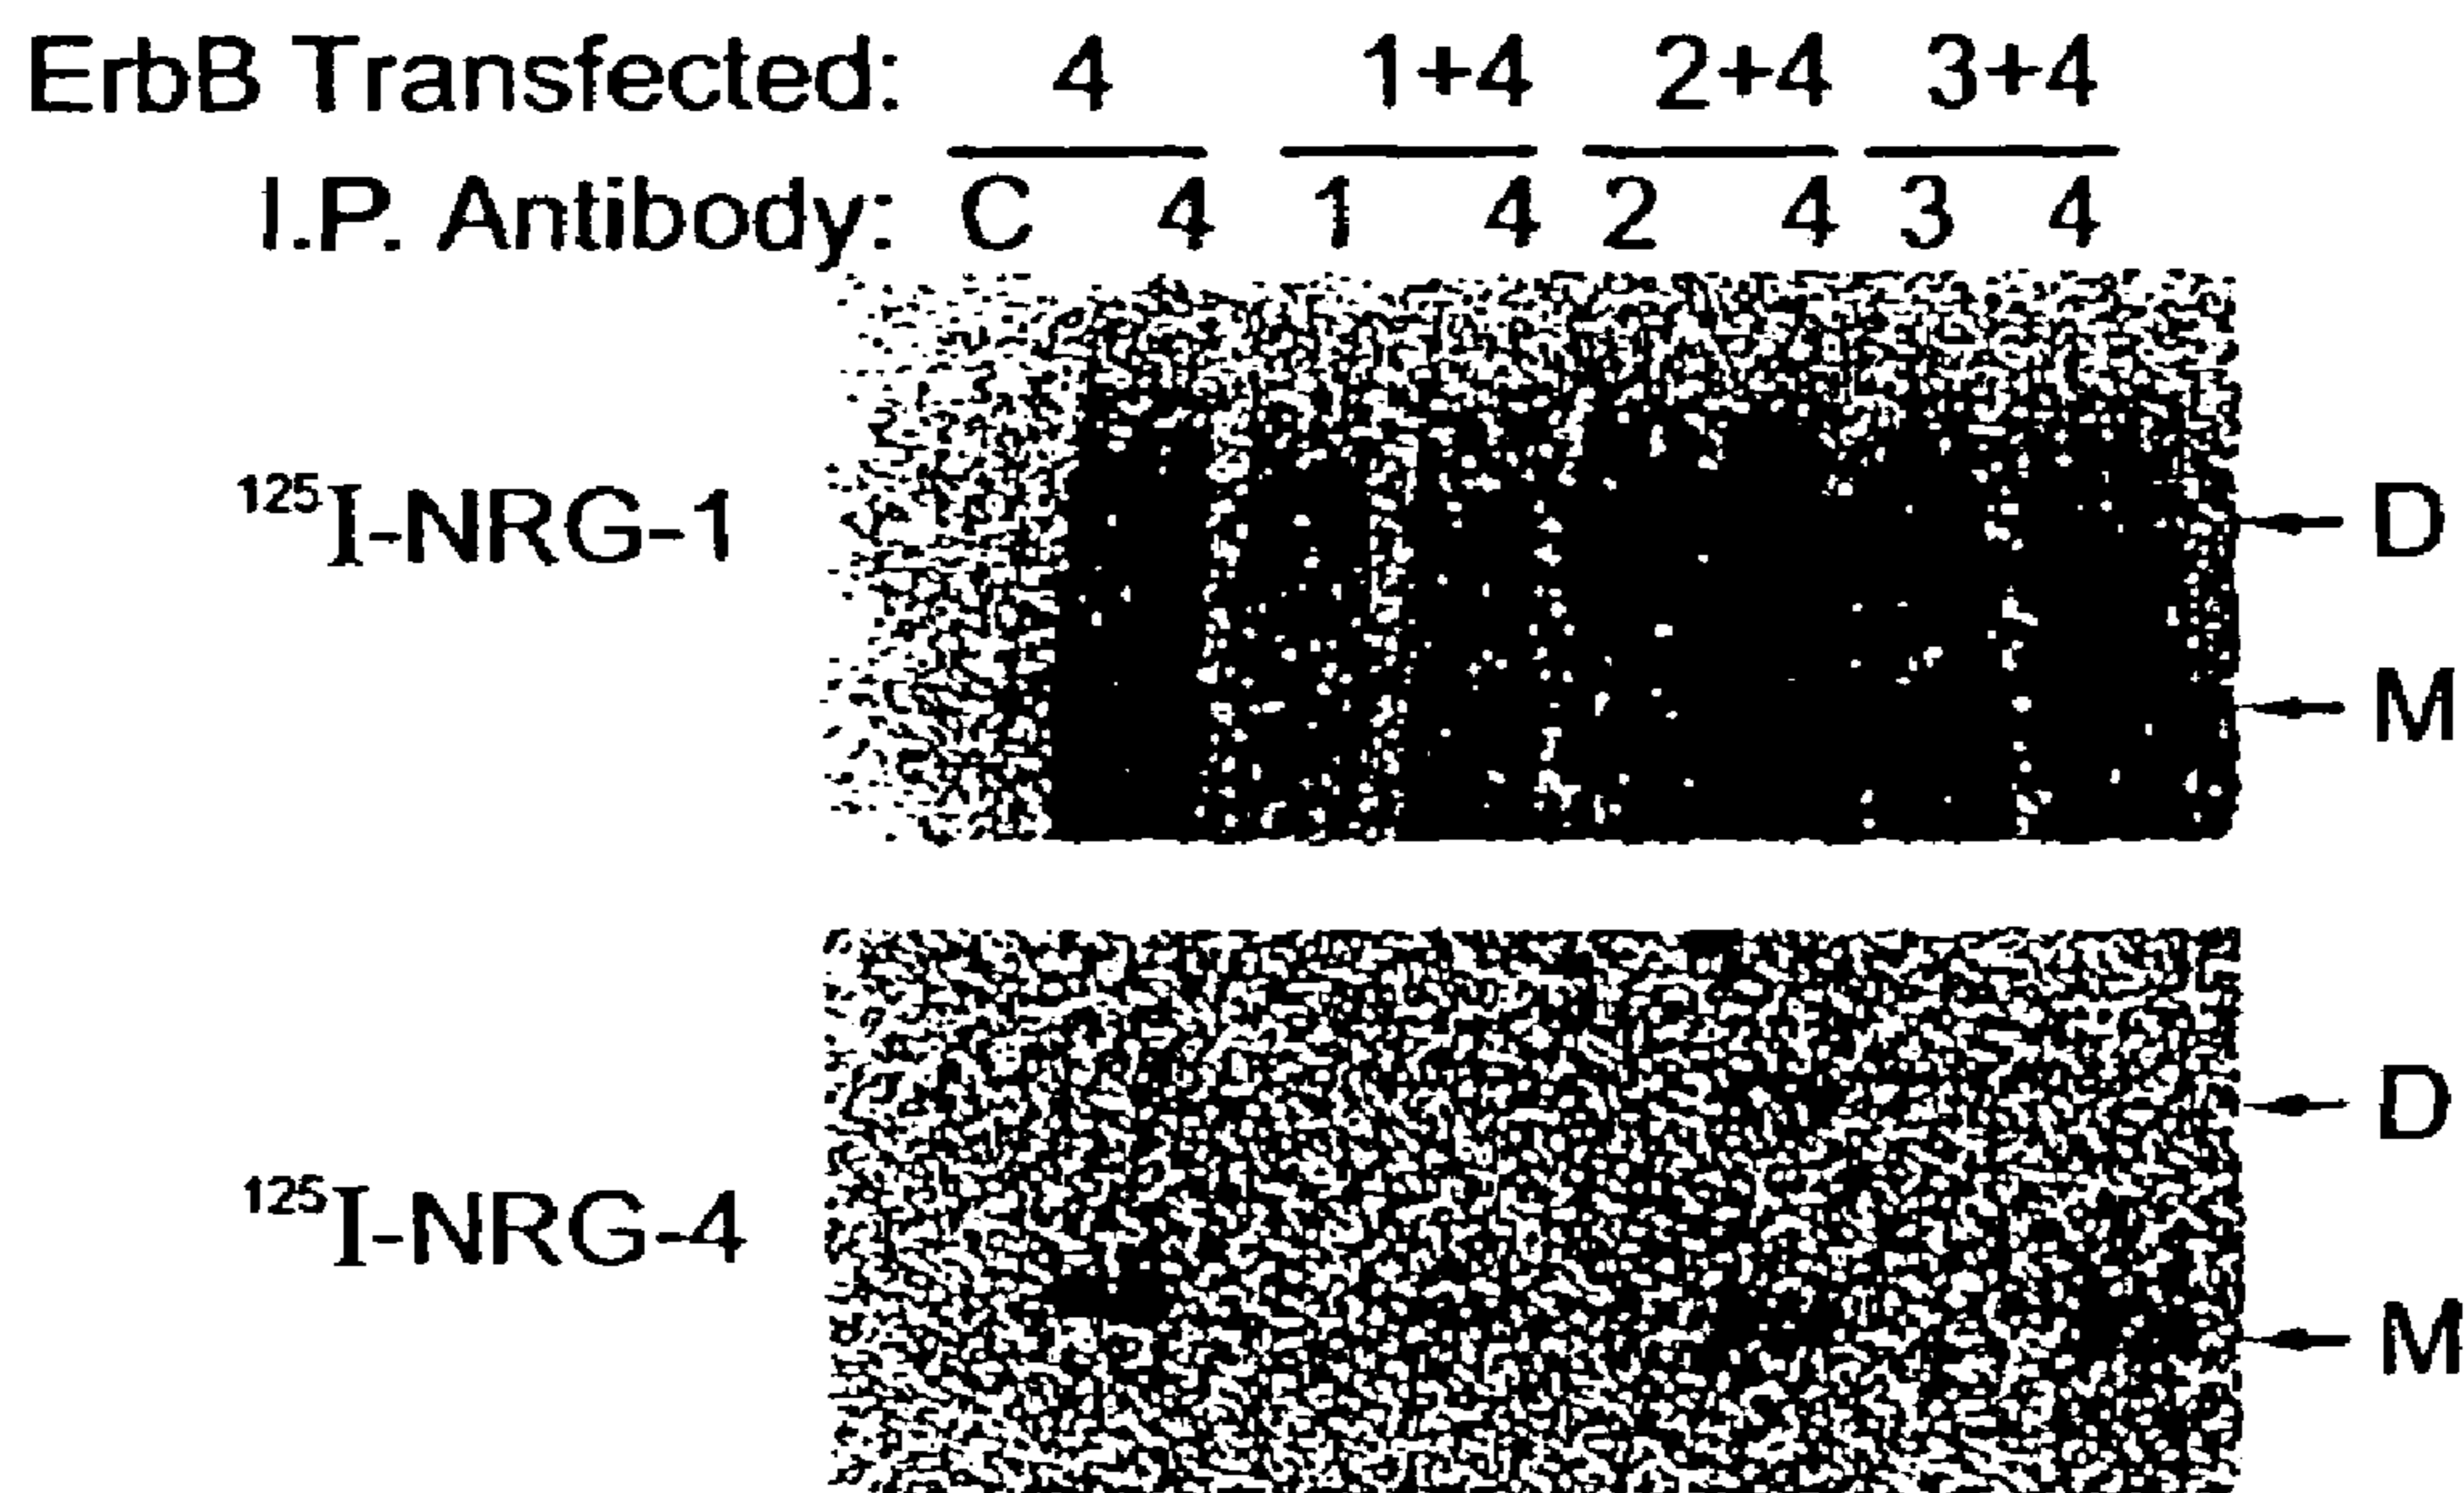 ErbB Transfected: 4 1+4 2+4 3+4
I.P. Antibody: C 4 1 4 2 4 3 4
¹²⁵I-NRG-1
D
M
¹²⁵I-NRG-4
D
M